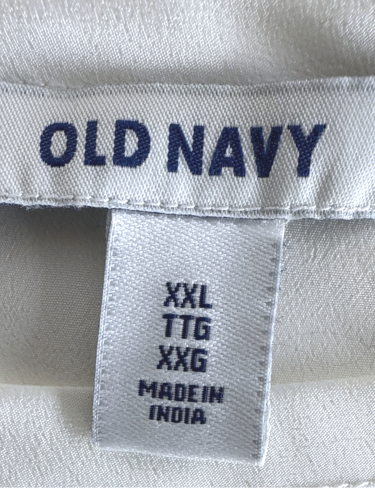 OLD NAVY
XXL
TTG
XXG
MADE IN
INDIA